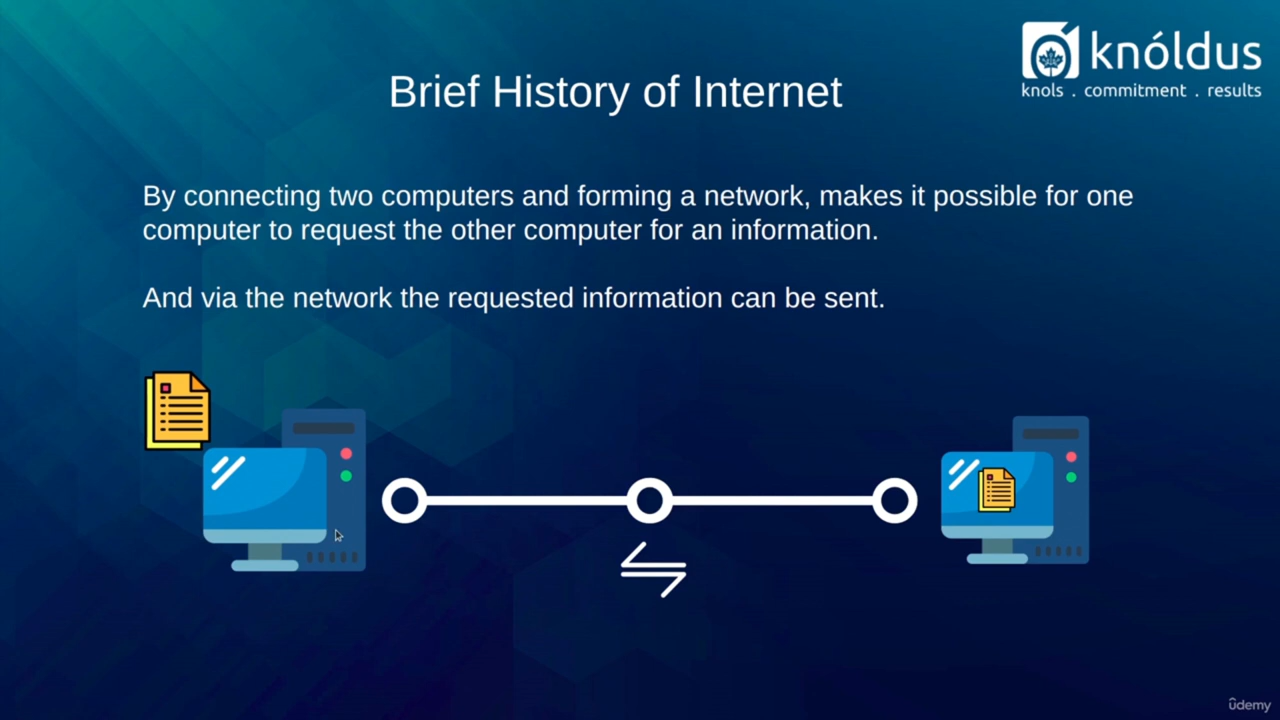 knóldus
knols . commitment . results
Brief History of Internet
By connecting two computers and forming a network, makes it possible for one
computer to request the other computer for an information.
And via the network the requested information can be sent.
ûdemy